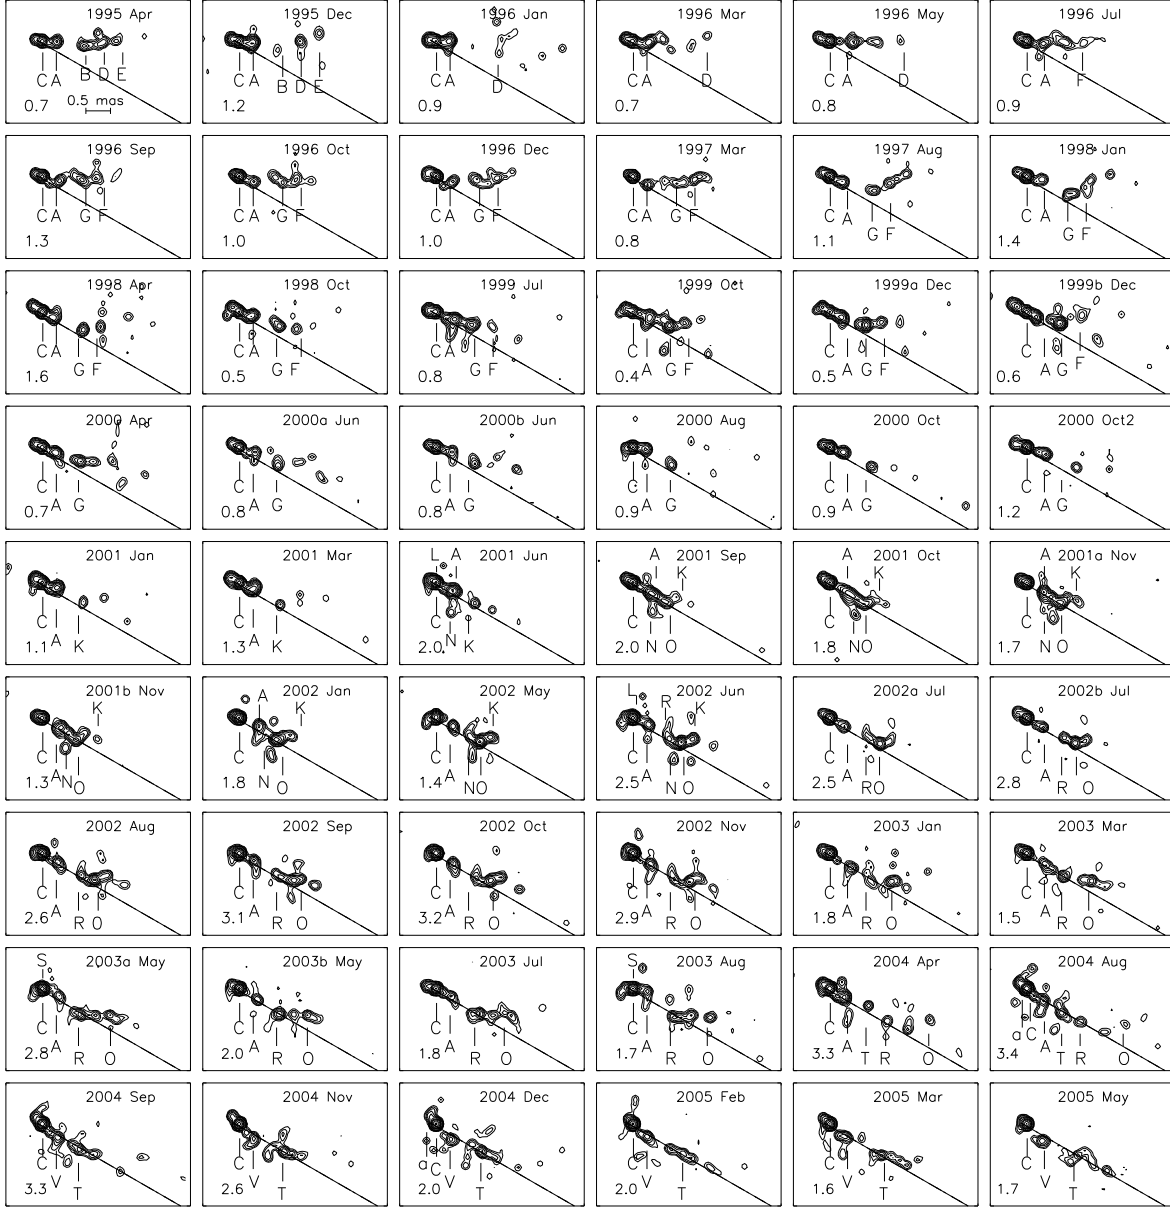 1995 Apr
C A B D E
0.7 0.5 mas
1995 Dec
C A B D E
1.2
1996 Jan
C A D
0.9
1996 Mar
C A D
0.7
1996 May
C A D
0.8
1996 Jul
C A F
0.9
1996 Sep
C A G F
1.3
1996 Oct
C A G F
1.0
1996 Dec
C A G F
1.0
1997 Mar
C A G F
0.8
1997 Aug
C A
G F
1.1
1998 Jan
C A
G F
1.4
1998 Apr
C A
G F
1.6
1998 Oct
C A
G F
0.5
1999 Jul
C A
G F
0.8
1999 Oct
C
A G F
0.4
1999a Dec
C
A G F
0.5
1999b Dec
C F
A G
0.6
2000 Apr
C
A G
0.7
2000a Jun
C
A G
0.8
2000b Jun
C
A G
0.8
2000 Aug
C
A G
0.9
2000 Oct
C
A G
0.9
2000 Oct2
C
A G
1.2
2001 Jan
C
A K
1.1
2001 Mar
C
A K
1.3
L A 2001 Jun
C
N K
2.0
2001 Sep
A K
C
N O
2.0
2001 Oct
A K
C
N O
1.8
2001a Nov
A K
C
N O
1.7
2001b Nov
K
C
A N O
1.3
2002 Jan
A K
C
N O
1.8
2002 May
K
C
A N O
1.4
L 2002 Jun
R K
C
A N O
2.5
2002a Jul
C
A R O
2.5
2002b Jul
C
A R O
2.8
2002 Aug
C
A R O
2.6
2002 Sep
C
A R O
3.1
2002 Oct
C
A R O
3.2
2002 Nov
C
A R O
2.9
2003 Jan
C
A R O
1.8
2003 Mar
C
A T R O
1.5
S 2003a May
C
A R O
2.8
2003b May
C
A R O
2.0
2003 Jul
C
A R O
1.8
S 2003 Aug
C
A R O
1.7
2004 Apr
C
A T R O
3.3
2004 Aug
a C
A T R O
3.4
2004 Sep
C
V T
3.3
2004 Nov
C
V T
2.6
2004 Dec
a C
V T
2.0
2005 Feb
C
V T
2.0
2005 Mar
C
V T
1.6
2005 May
C
V T
1.7